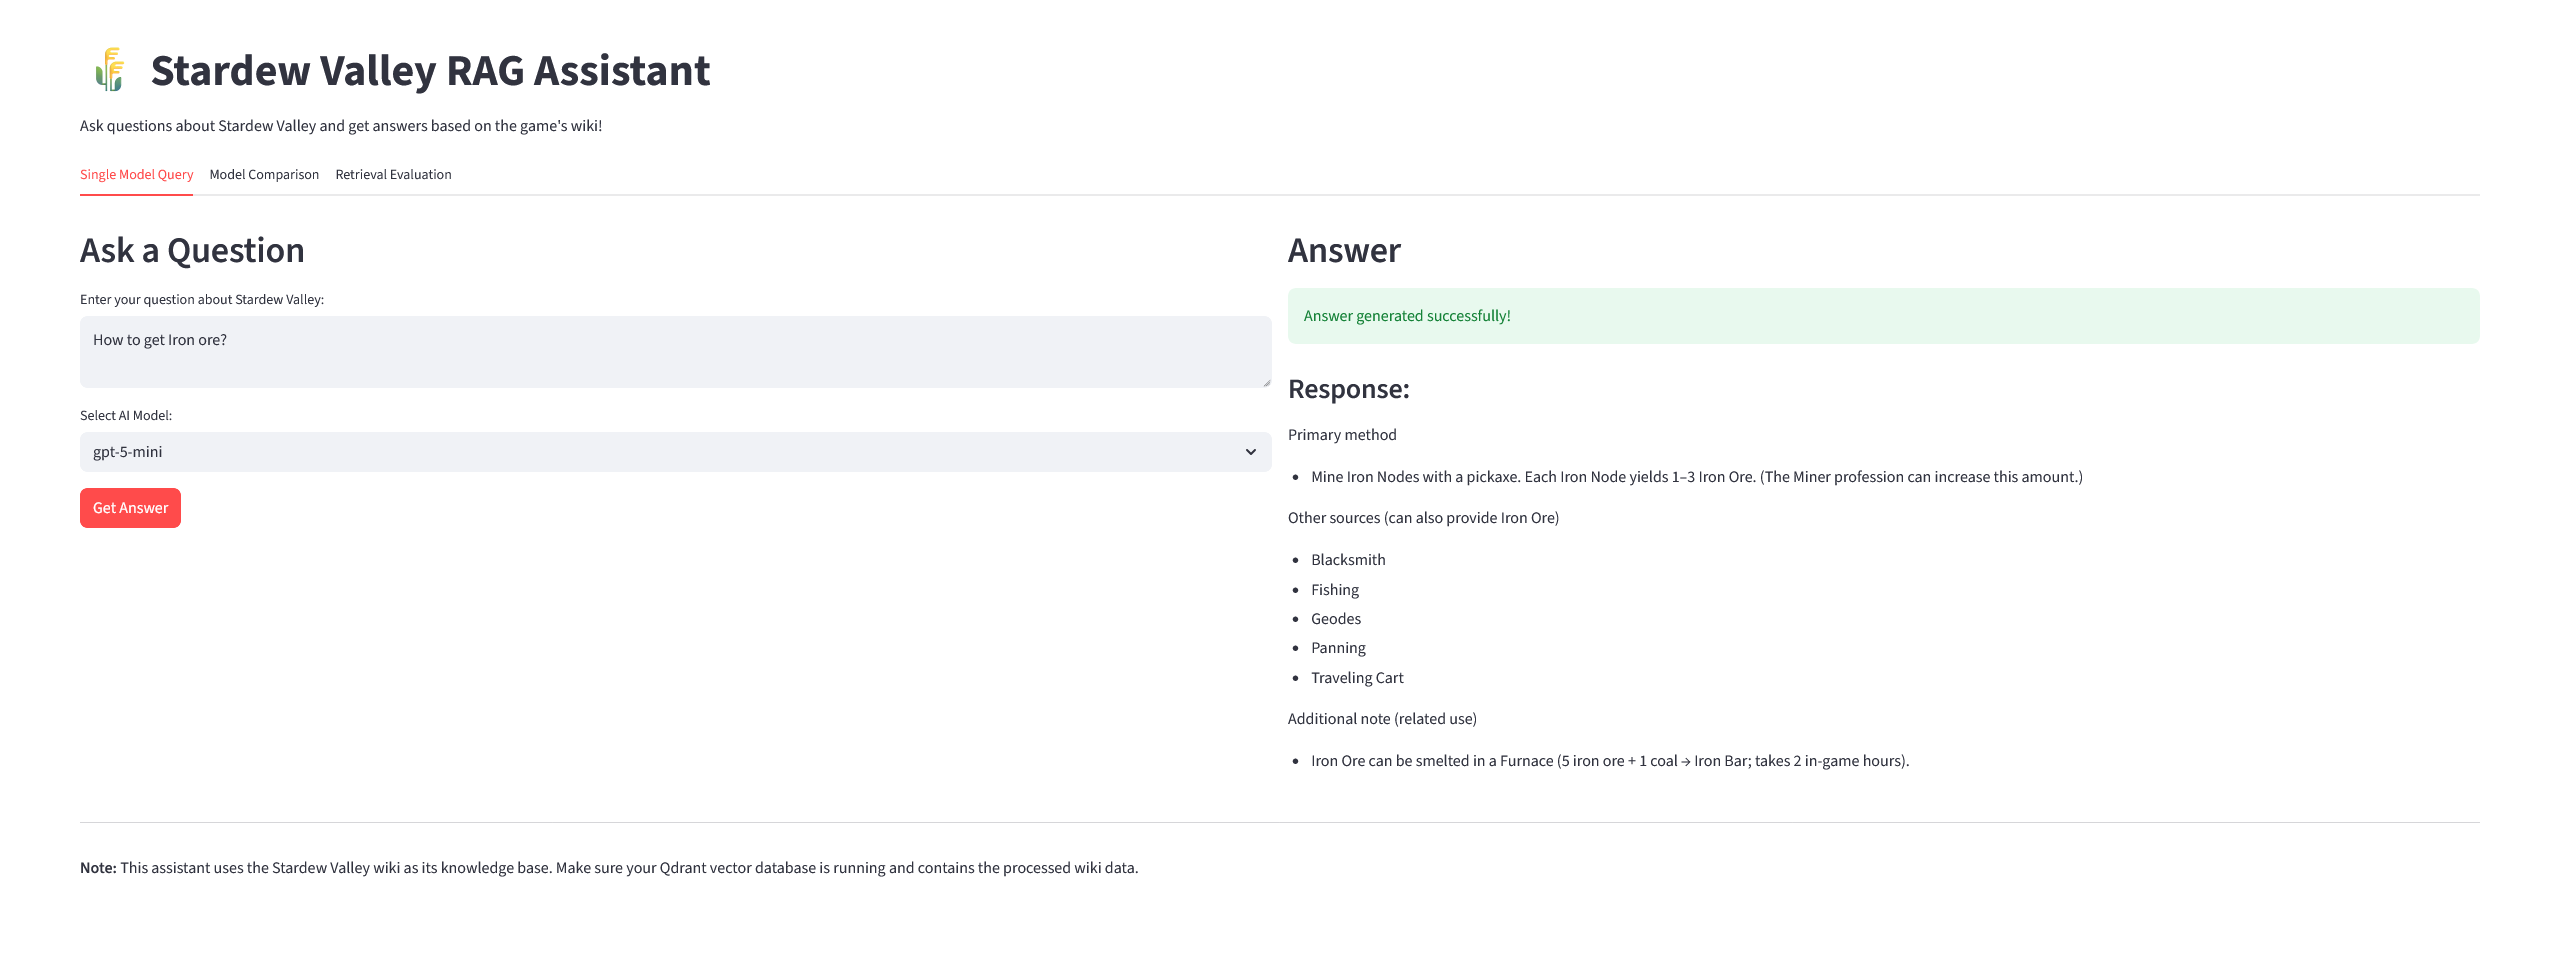 Stardew Valley RAG Assistant
Ask questions about Stardew Valley and get answers based on the game's wiki!
Single Model Query Model Comparison Retrieval Evaluation
Ask a Question
Enter your question about Stardew Valley:
How to get Iron ore?
Select AI Model:
gpt-5-mini
Get Answer
Answer
Answer generated successfully!
Response:
Primary method
• Mine Iron Nodes with a pickaxe. Each Iron Node yields 1–3 Iron Ore. (The Miner profession can increase this amount.)
Other sources (can also provide Iron Ore)
• Blacksmith
• Fishing
• Geodes
• Panning
• Traveling Cart
Additional note (related use)
• Iron Ore can be smelted in a Furnace (5 iron ore + 1 coal → Iron Bar; takes 2 in-game hours).
Note: This assistant uses the Stardew Valley wiki as its knowledge base. Make sure your Qdrant vector database is running and contains the processed wiki data.